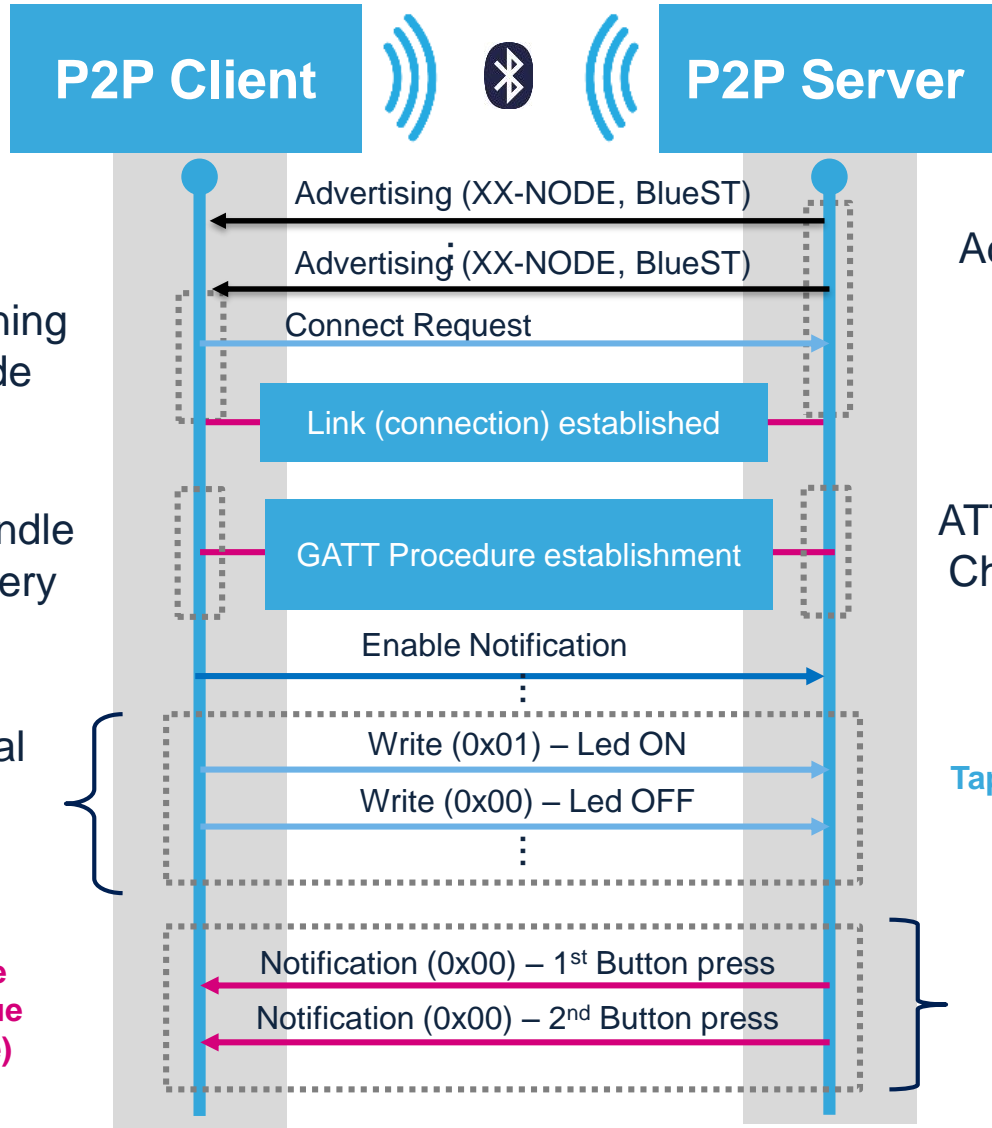 P2P Client
P2P Server
Advertising (XX-NODE, BlueST)
:
Advertising (XX-NODE, BlueST)
Connect Request
Link (connection) established
GATT Procedure establishment
Enable Notification
⋮
Write (0x01) – Led ON
Write (0x00) – Led OFF
⋮
Tap
Notification (0x00) – 1st Button press
Notification (0x00) – 2nd Button press